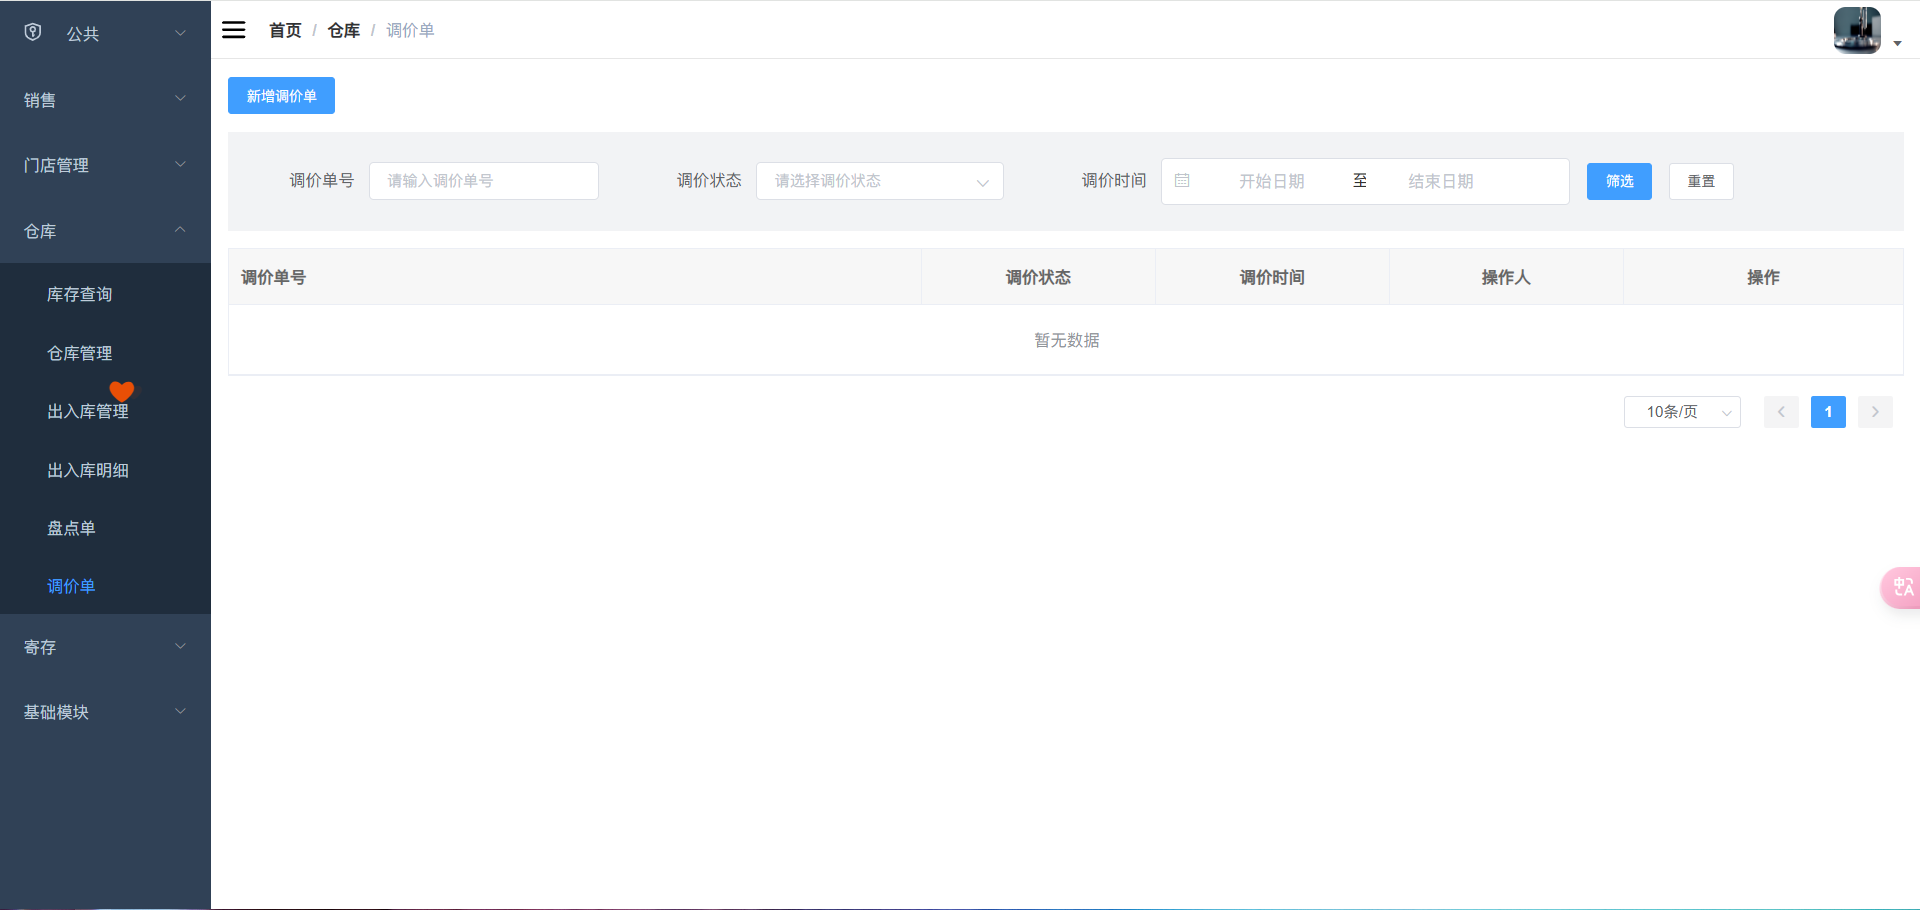 公共
销售
门店管理
仓库
库存查询
仓库管理
出入库管理
出入库明细
盘点单
调价单
寄存
基础模块
首页 / 仓库 / 调价单
新增调价单
调价单号 请输入调价单号 调价状态 请选择调价状态 调价时间 开始日期 至 结束日期 筛选 重置
调价单号 调价状态 调价时间 操作人 操作
暂无数据
10条/页 1